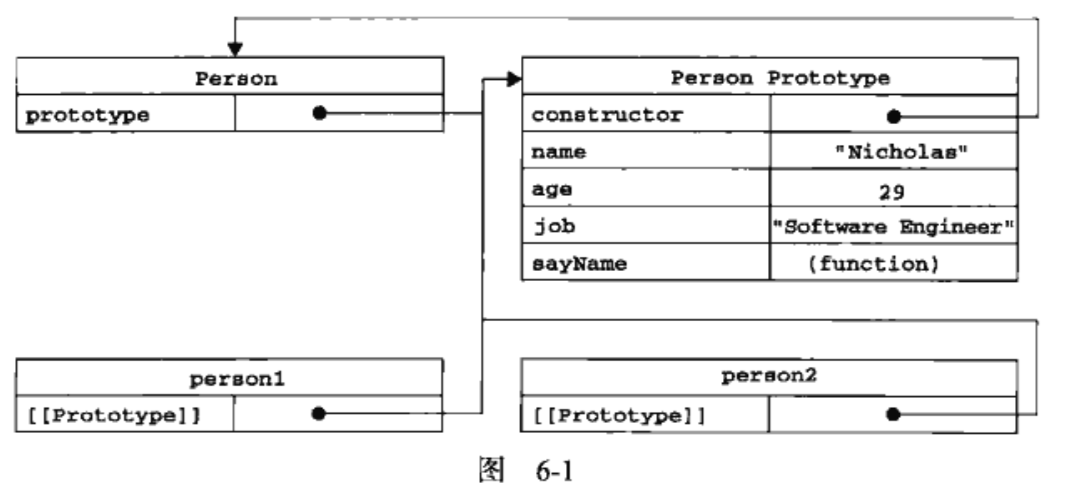 Person
prototype
Person Prototype
constructor
name "Nicholas"
age 29
job "Software Engineer"
sayName (function)
person1
[[Prototype]]
person2
[[Prototype]]
图 6-1